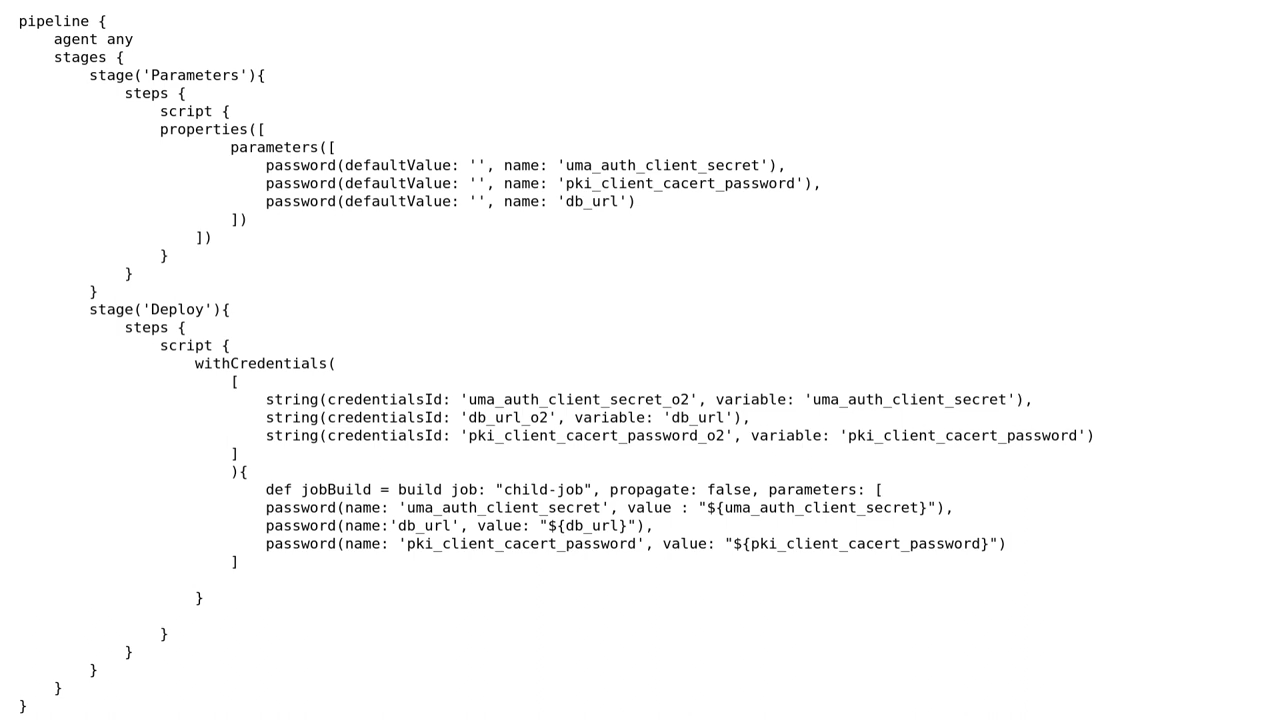 pipeline {
    agent any
    stages {
        stage('Parameters'){
            steps {
                script {
                properties([
                        parameters([
                            password(defaultValue: '', name: 'uma_auth_client_secret'),
                            password(defaultValue: '', name: 'pki_client_cacert_password'),
                            password(defaultValue: '', name: 'db_url')
                        ])
                    ])
                }
            }
        }
        stage('Deploy'){
            steps {
                script {
                    withCredentials(
                        [
                            string(credentialsId: 'uma_auth_client_secret_o2', variable: 'uma_auth_client_secret'),
                            string(credentialsId: 'db_url_o2', variable: 'db_url'),
                            string(credentialsId: 'pki_client_cacert_password_o2', variable: 'pki_client_cacert_password')
                        ]
                        ){
                            def jobBuild = build job: "child-job", propagate: false, parameters: [
                            password(name: 'uma_auth_client_secret', value : "${uma_auth_client_secret}"),
                            password(name:'db_url', value: "${db_url}"),
                            password(name: 'pki_client_cacert_password', value: "${pki_client_cacert_password}")
                        ]

                    }

                }
            }
        }
    }
}